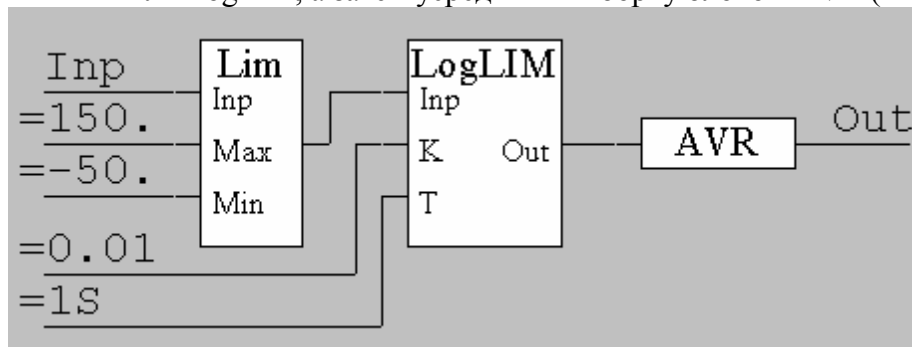 Inp
=150.
=-50.
=0.01
=1S
Lim
Inp
Max
Min
LogLIM
Inp
K Out
T
AVR
Out